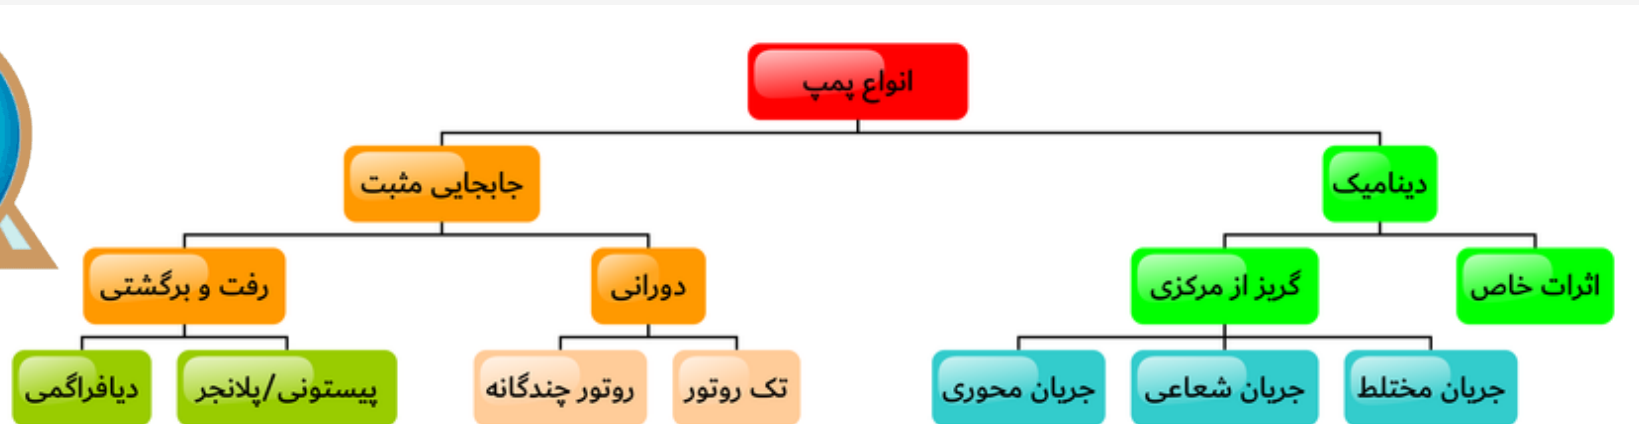 انواع پمپ
دینامیک
جابجایی مثبت
اثرات خاص
گریز از مرکزی
دورانی
رفت و برگشتی
جریان مختلط
جریان شعاعی
جریان محوری
تک روتور
روتور چندگانه
پیستونی/پلانجر
دیافراگمی